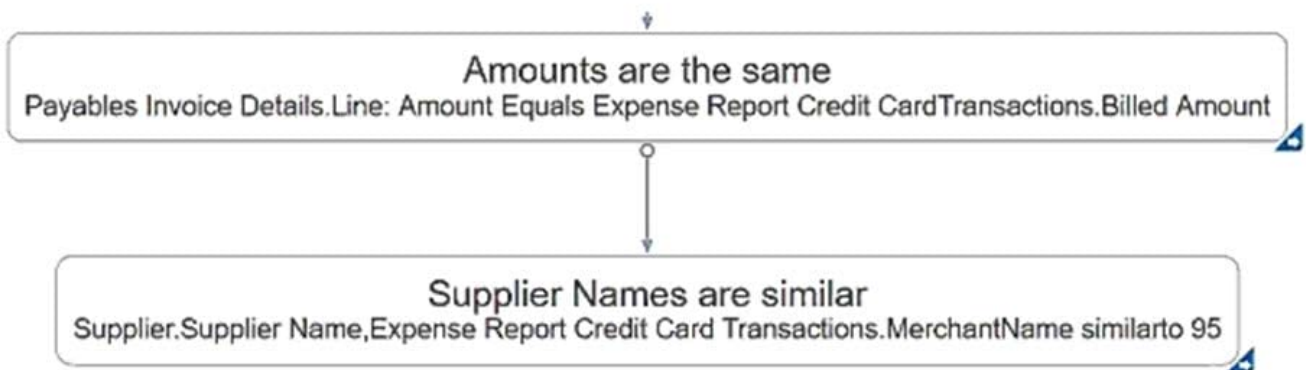 Amounts are the same
Payables Invoice Details.Line: Amount Equals Expense Report Credit CardTransactions.Billed Amount
Supplier Names are similar
Supplier.Supplier Name,Expense Report Credit Card Transactions.MerchantName similarto 95